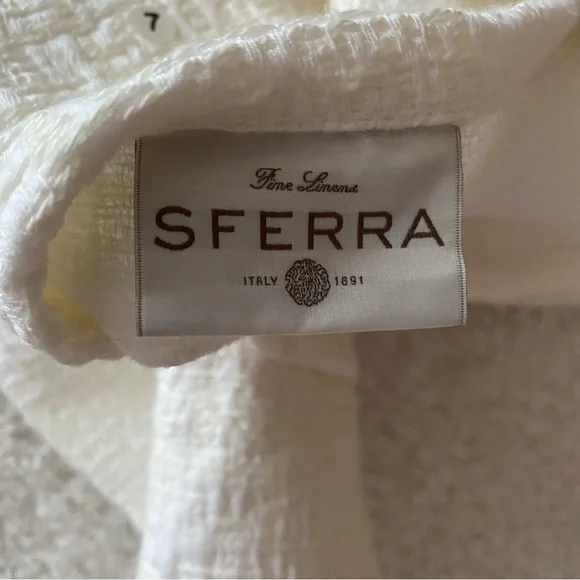 7
Fine Linens
SFERRA
ITALY 1891